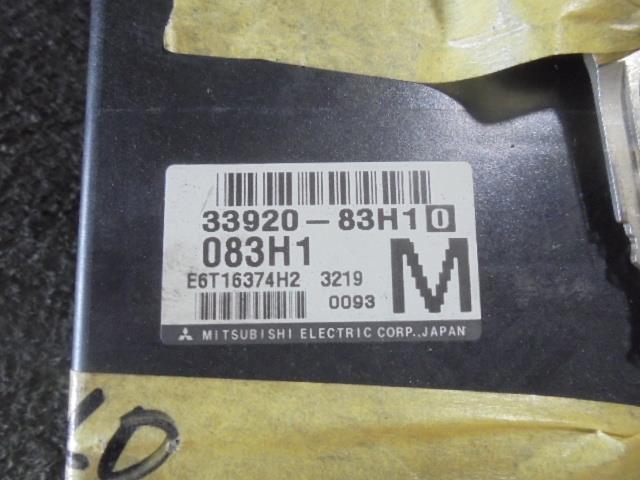 33920-83H10
083H1
E6T16374H2 3219
0093
M
MITSUBISHI ELECTRIC CORP., JAPAN